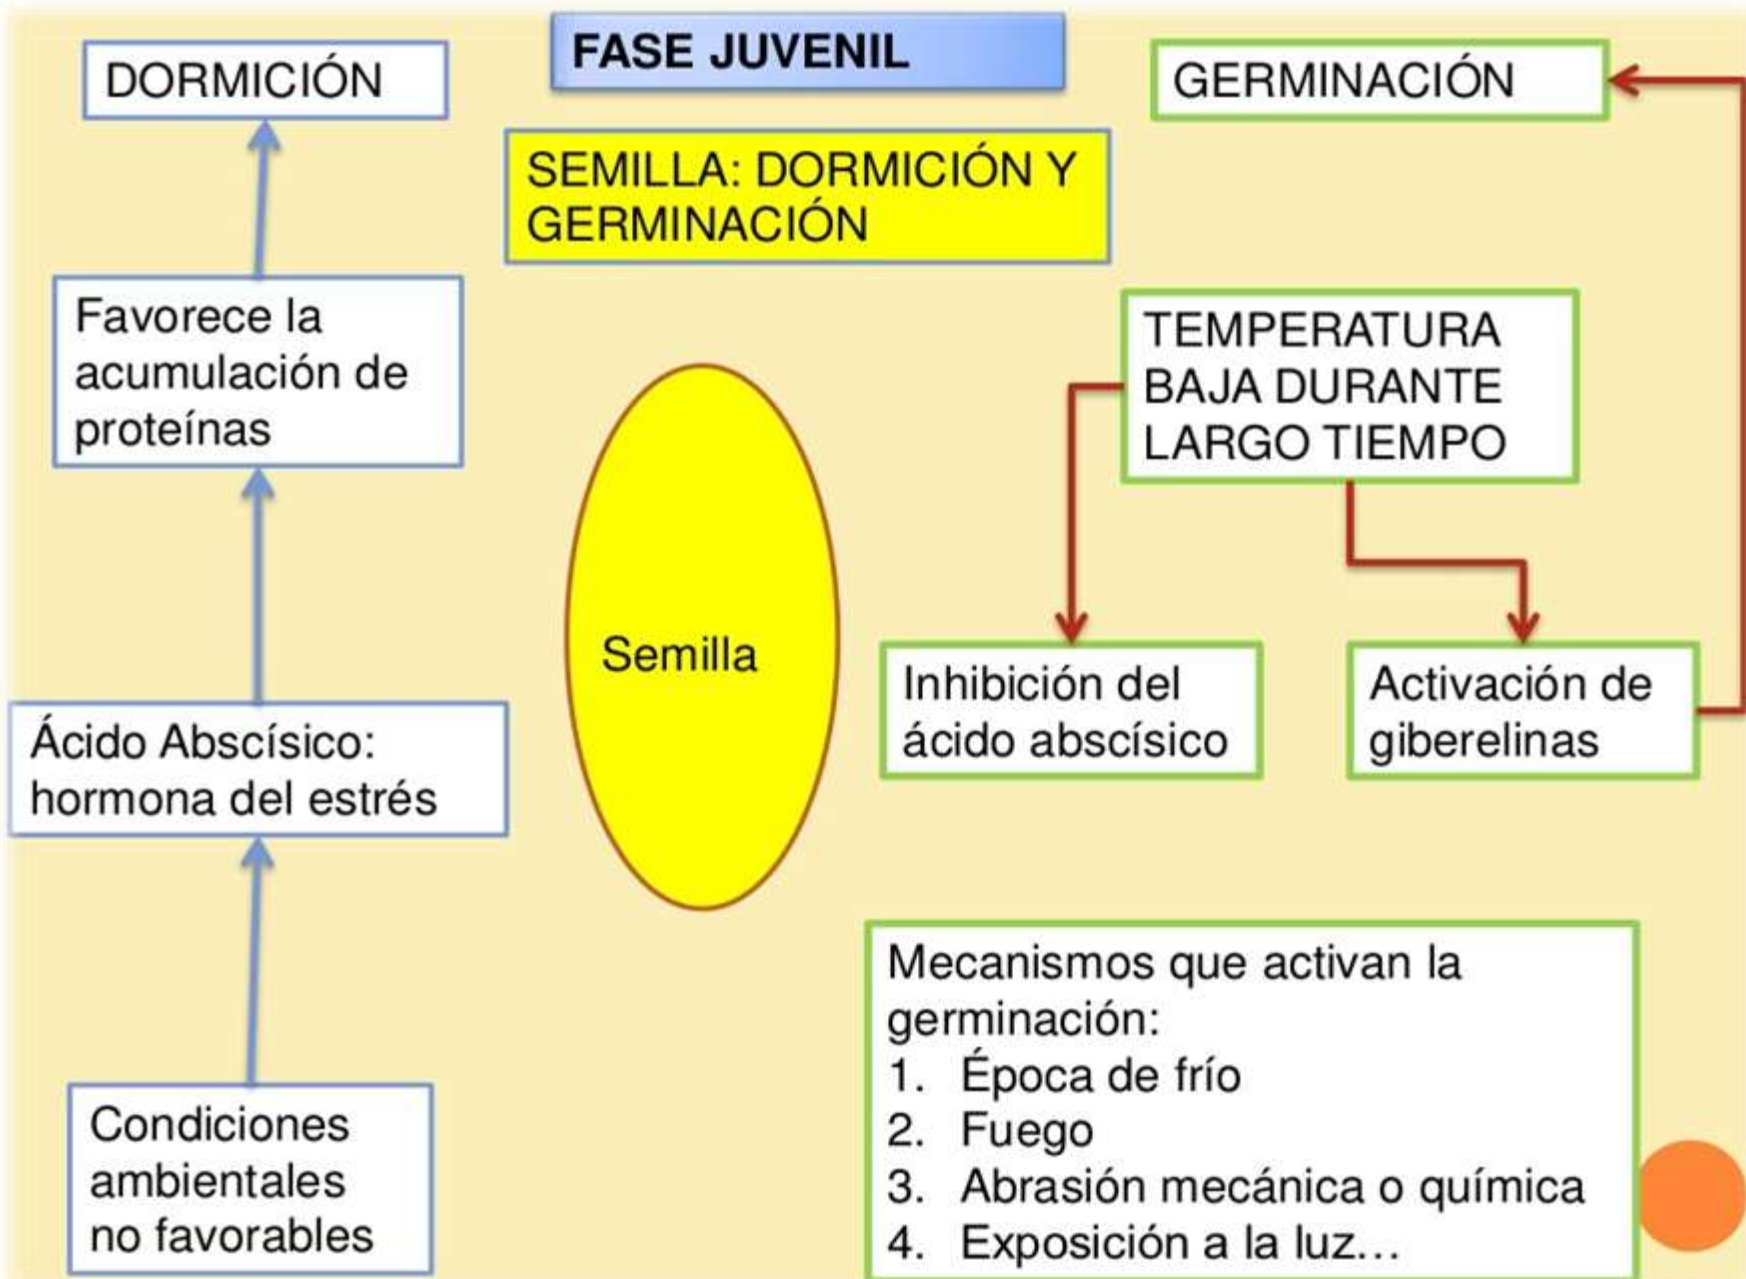 FASE JUVENIL
SEMILLA: DORMICIÓN Y
GERMINACIÓN
DORMICIÓN
Favorece la
acumulación de
proteínas
Ácido Abscísico:
hormona del estrés
Condiciones
ambientales
no favorables
Semilla
GERMINACIÓN
TEMPERATURA
BAJA DURANTE
LARGO TIEMPO
Inhibición del
ácido abscísico
Activación de
giberelinas
Mecanismos que activan la
germinación:
1. Época de frío
2. Fuego
3. Abrasión mecánica o química
4. Exposición a la luz...